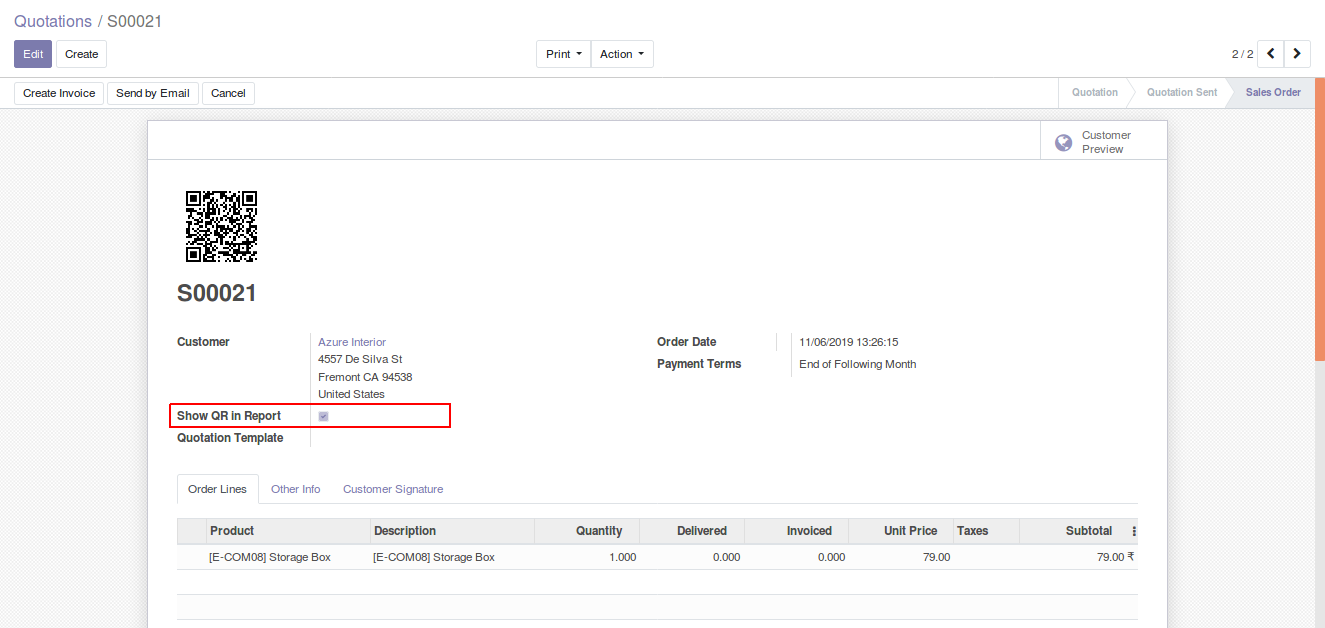 Quotations / S00021
Edit Create Print Action 2 / 2
Create Invoice Send by Email Cancel Quotation Quotation Sent Sales Order
Customer
Preview
S00021
Customer Azure Interior Order Date 11/06/2019 13:26:15
4557 De Silva St
Payment Terms End of Following Month
Fremont CA 94538
United States
Show QR in Report
Quotation Template
Order Lines Other Info Customer Signature
Product Description Quantity Delivered Invoiced Unit Price Taxes Subtotal
[E-COM08] Storage Box [E-COM08] Storage Box 1.000 0.000 0.000 79.00 79.00 ₹